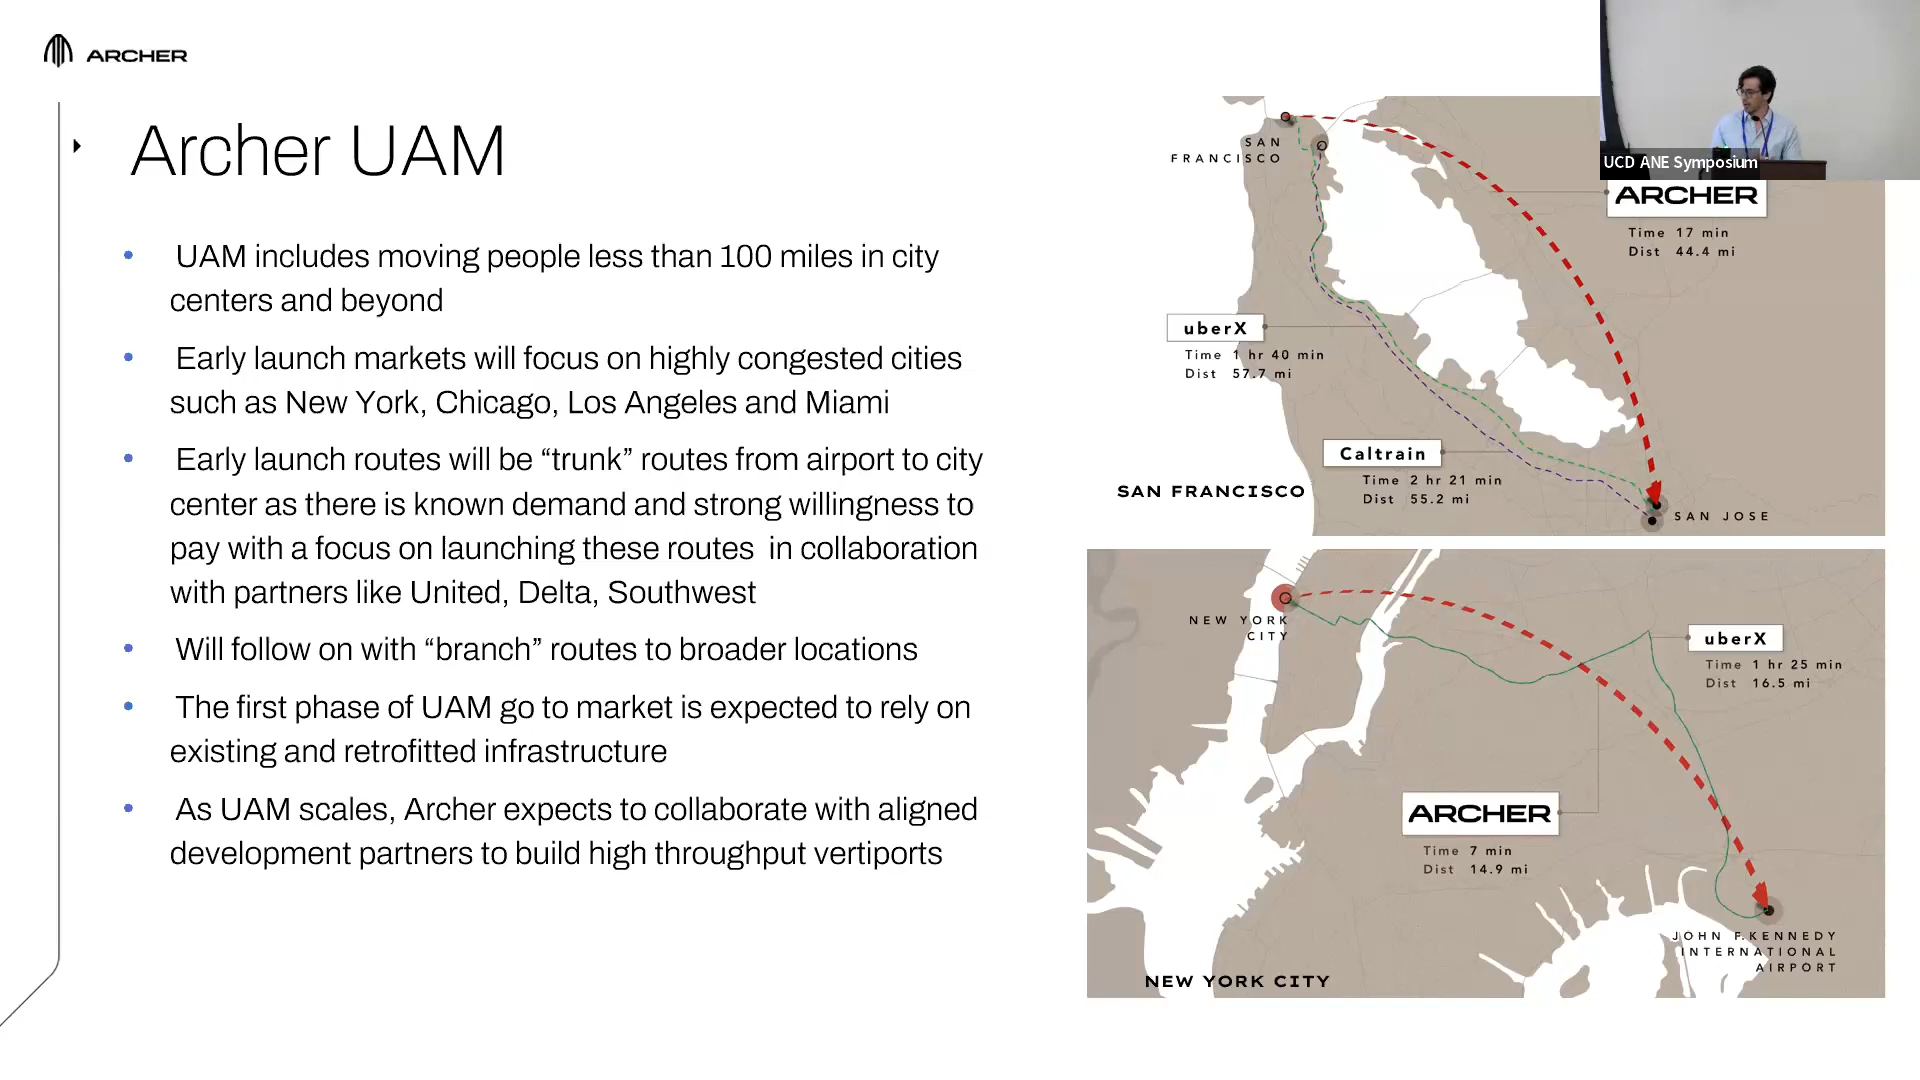 ARCHER
Archer UAM
• UAM includes moving people less than 100 miles in city
centers and beyond
• Early launch markets will focus on highly congested cities
such as New York, Chicago, Los Angeles and Miami
• Early launch routes will be “trunk” routes from airport to city
center as there is known demand and strong willingness to
pay with a focus on launching these routes  in collaboration
with partners like United, Delta, Southwest
• Will follow on with “branch” routes to broader locations
• The first phase of UAM go to market is expected to rely on
existing and retrofitted infrastructure
• As UAM scales, Archer expects to collaborate with aligned
development partners to build high throughput vertiports
UCD ANE Symposium
SAN
FRANCISCO
ARCHER
Time 17 min
Dist 44.4 mi
uberX
Time 1 hr 40 min
Dist 57.7 mi
Caltrain
Time 2 hr 21 min
Dist 55.2 mi
SAN FRANCISCO
SAN JOSE
NEW YORK
CITY
uberX
Time 1 hr 25 min
Dist 16.5 mi
ARCHER
Time 7 min
Dist 14.9 mi
JOHN F.KENNEDY
INTERNATIONAL
AIRPORT
NEW YORK CITY